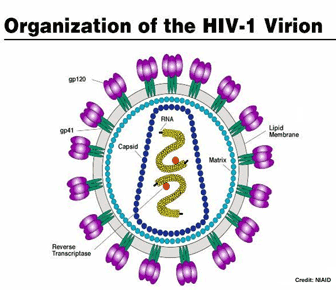 Organization of the HIV-1 Virion
gp120
gp41
RNA
Capsid
Lipid
Membrane
Matrix
Reverse
Transcriptase
Credit: NIAID